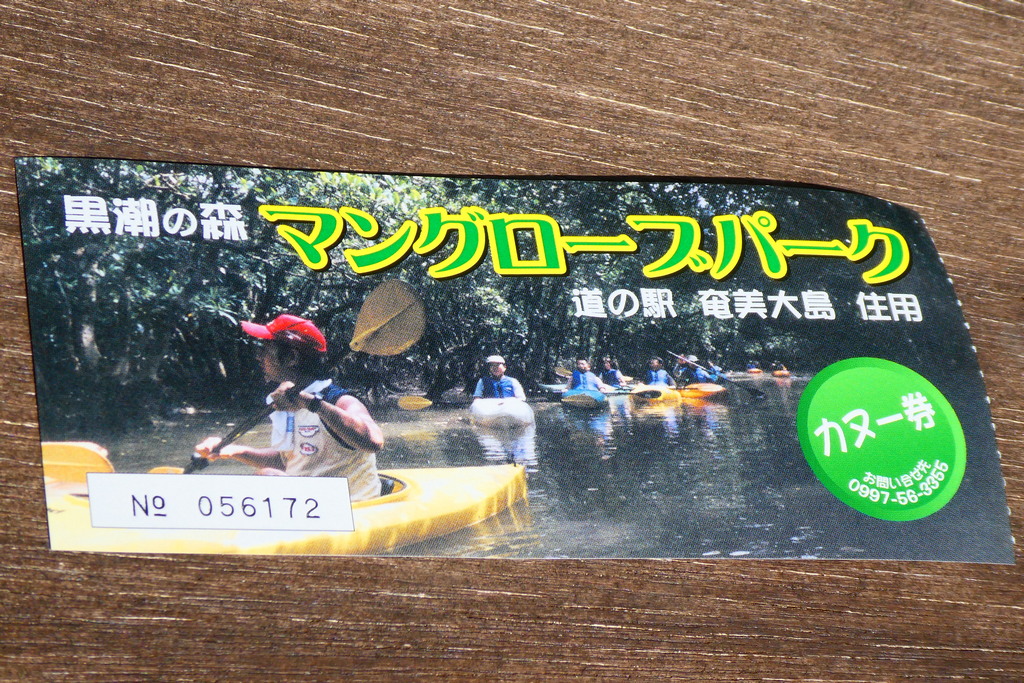 黒潮の森 マングローブパーク
道の駅 奄美大島 住用
カヌー券
お問い合せ先
0997-56-3355
№ 056172